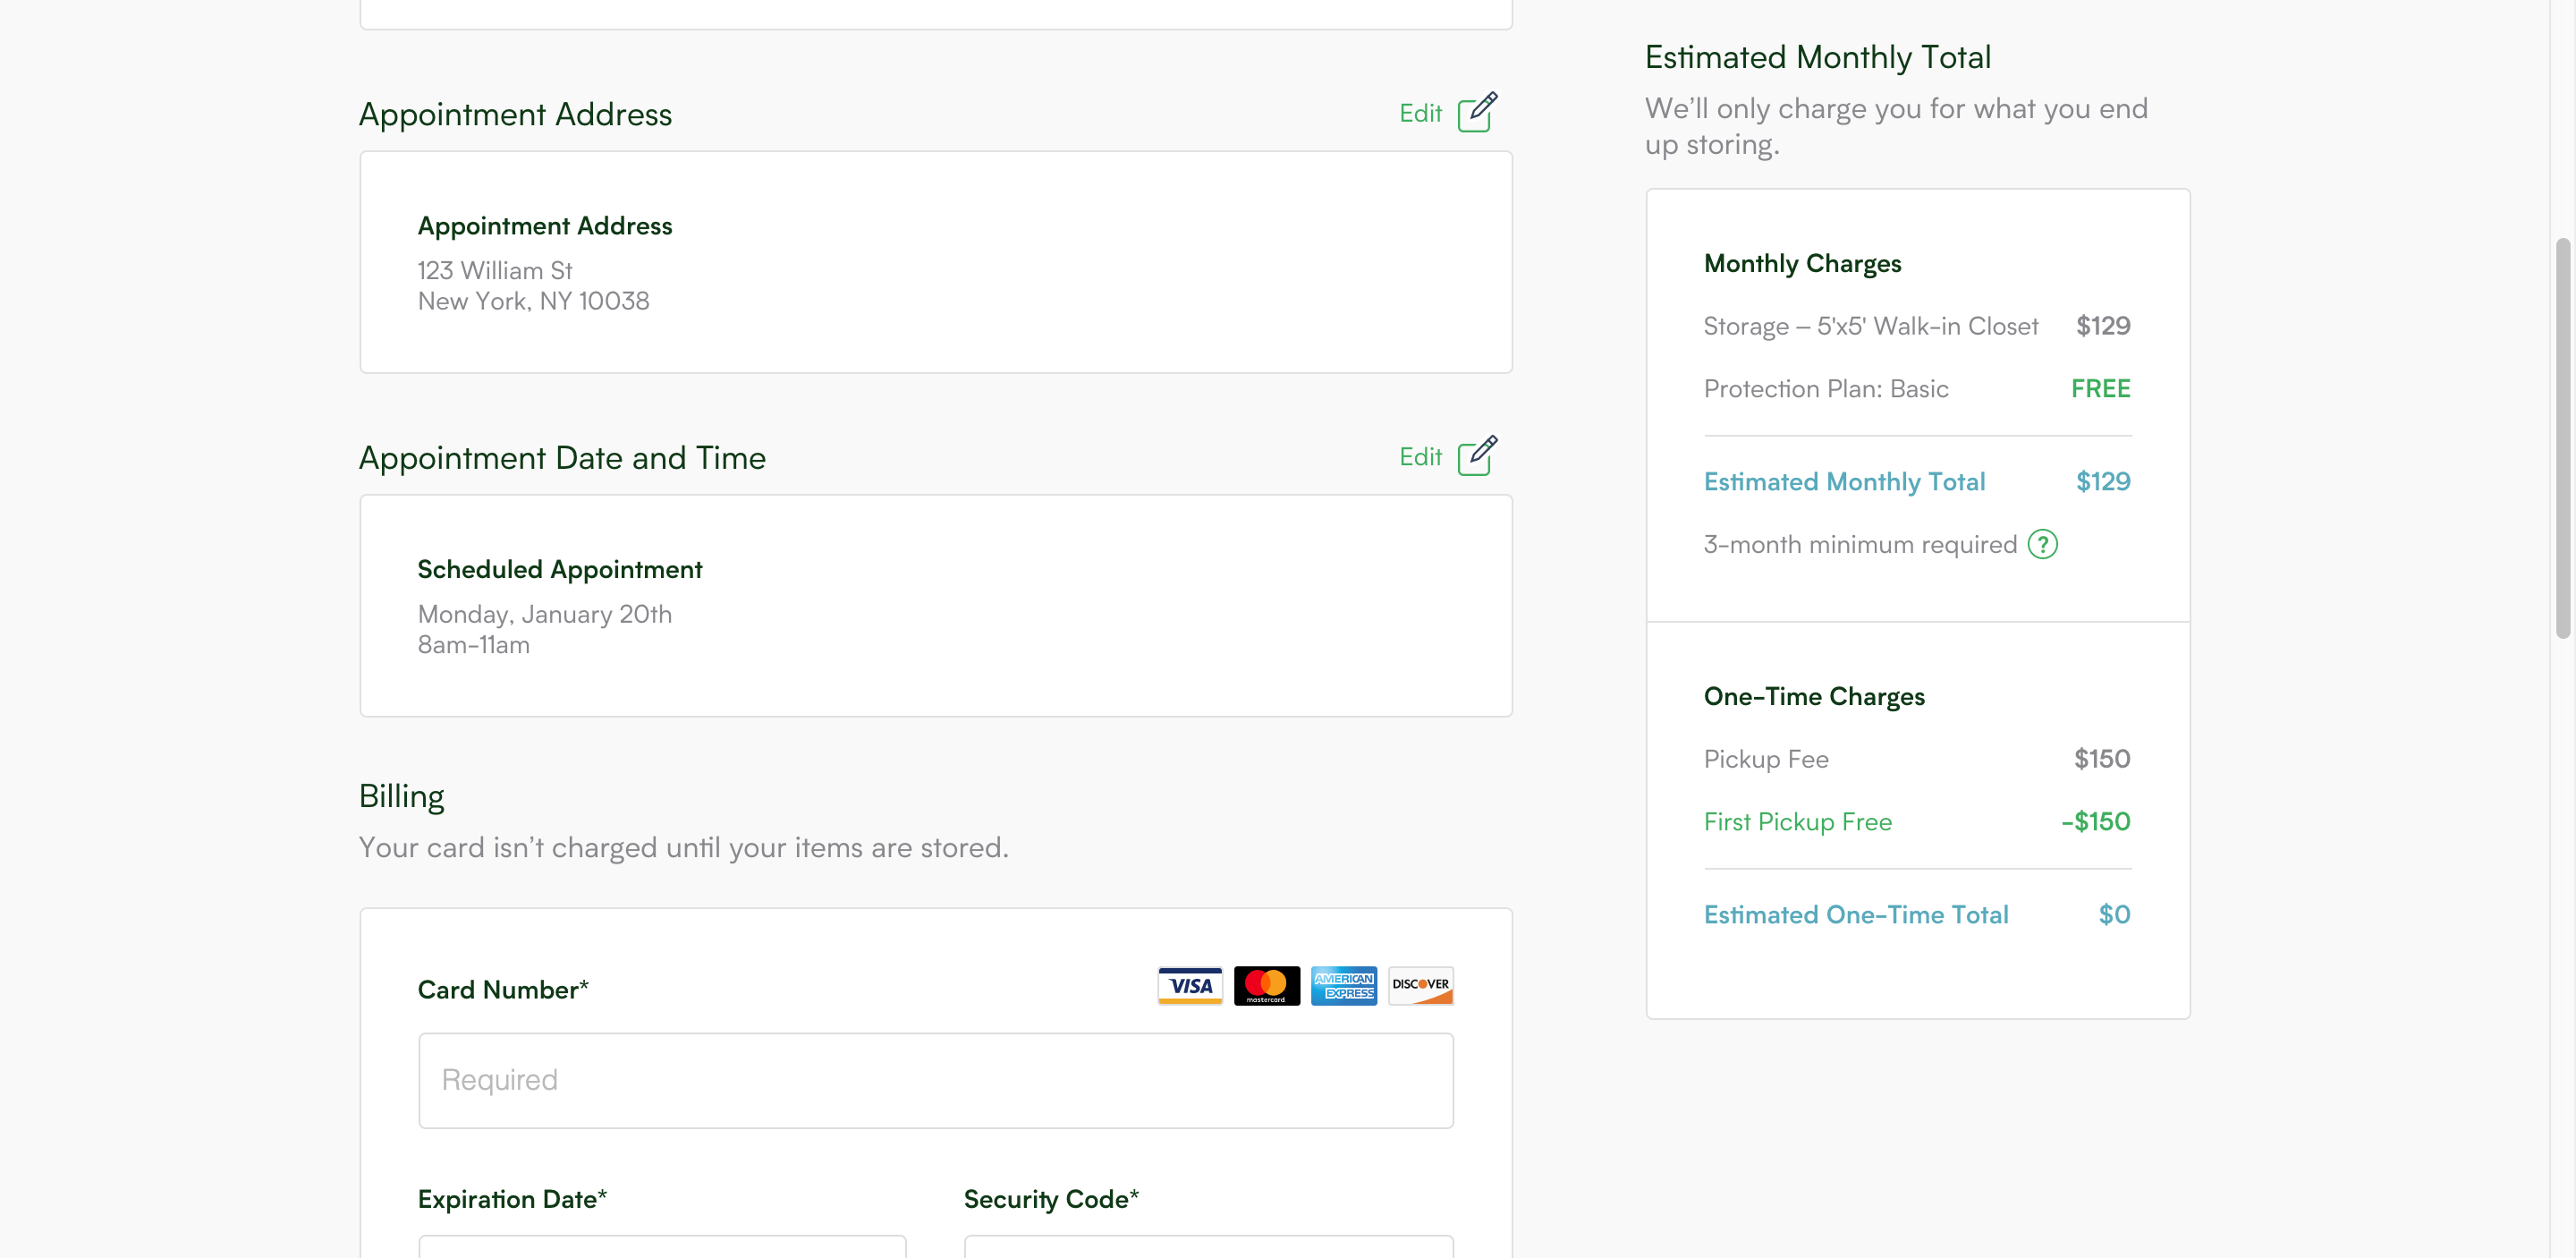 Appointment Address
Edit
Appointment Address
123 William St
New York, NY 10038
Appointment Date and Time
Edit
Scheduled Appointment
Monday, January 20th
8am-11am
Billing
Your card isn’t charged until your items are stored.
Card Number*
VISA
mastercard
AMERICAN
EXPRESS
DISCOVER
Required
Expiration Date*
Security Code*
Estimated Monthly Total
We’ll only charge you for what you end
up storing.
Monthly Charges
Storage – 5'x5' Walk-in Closet $129
Protection Plan: Basic FREE
Estimated Monthly Total $129
3-month minimum required ?
One-Time Charges
Pickup Fee $150
First Pickup Free -$150
Estimated One-Time Total $0